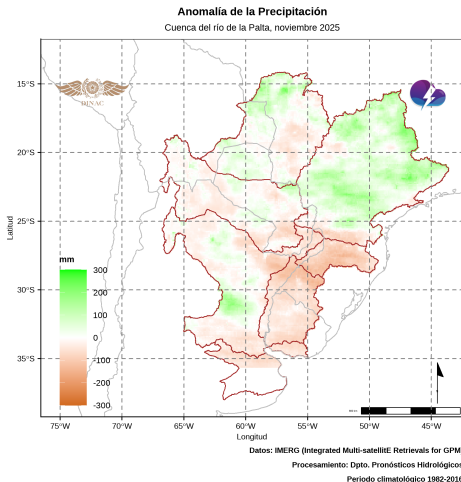 Anomalía de la Precipitación
Cuenca del río de la Palta, noviembre 2025
15°S
20°S
25°S
30°S
35°S
Latitud
DINAC
mm
300
200
100
0
-100
-200
-300
75°W
70°W
65°W
60°W
55°W
50°W
45°W
Longitud
Datos: IMERG (Integrated Multi-satellitE Retrievals for GPM
Procesamiento: Dpto. Pronósticos Hidrológicos
Periodo climatológico 1982-2016